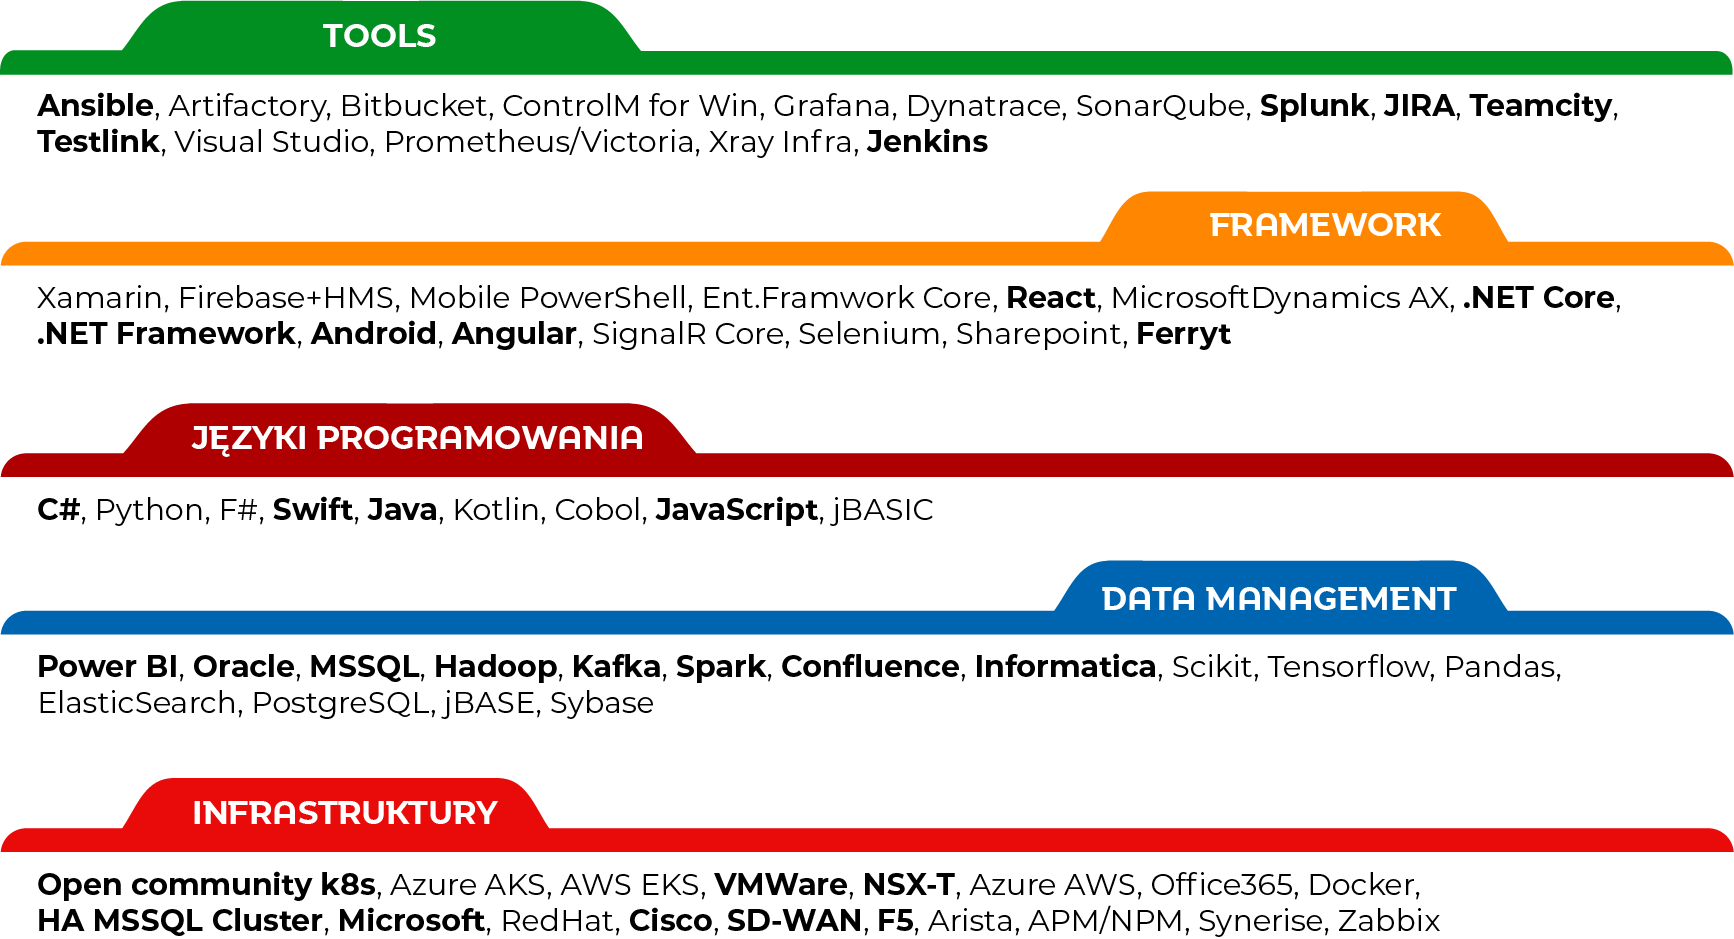 TOOLS
Ansible, Artifactory, Bitbucket, ControlM for Win, Grafana, Dynatrace, SonarQube, Splunk, JIRA, Teamcity,
Testlink, Visual Studio, Prometheus/Victoria, Xray Infra, Jenkins
FRAMEWORK
Xamarin, Firebase+HMS, Mobile PowerShell, Ent.Framwork Core, React, MicrosoftDynamics AX, .NET Core,
.NET Framework, Android, Angular, SignalR Core, Selenium, Sharepoint, Ferryt
JĘZYKI PROGRAMOWANIA
C#, Python, F#, Swift, Java, Kotlin, Cobol, JavaScript, jBASIC
DATA MANAGEMENT
Power BI, Oracle, MSSQL, Hadoop, Kafka, Spark, Confluence, Informatica, Scikit, Tensorflow, Pandas,
ElasticSearch, PostgreSQL, jBASE, Sybase
INFRASTRUKTURY
Open community k8s, Azure AKS, AWS EKS, VMWare, NSX-T, Azure AWS, Office365, Docker,
HA MSSQL Cluster, Microsoft, RedHat, Cisco, SD-WAN, F5, Arista, APM/NPM, Synerise, Zabbix